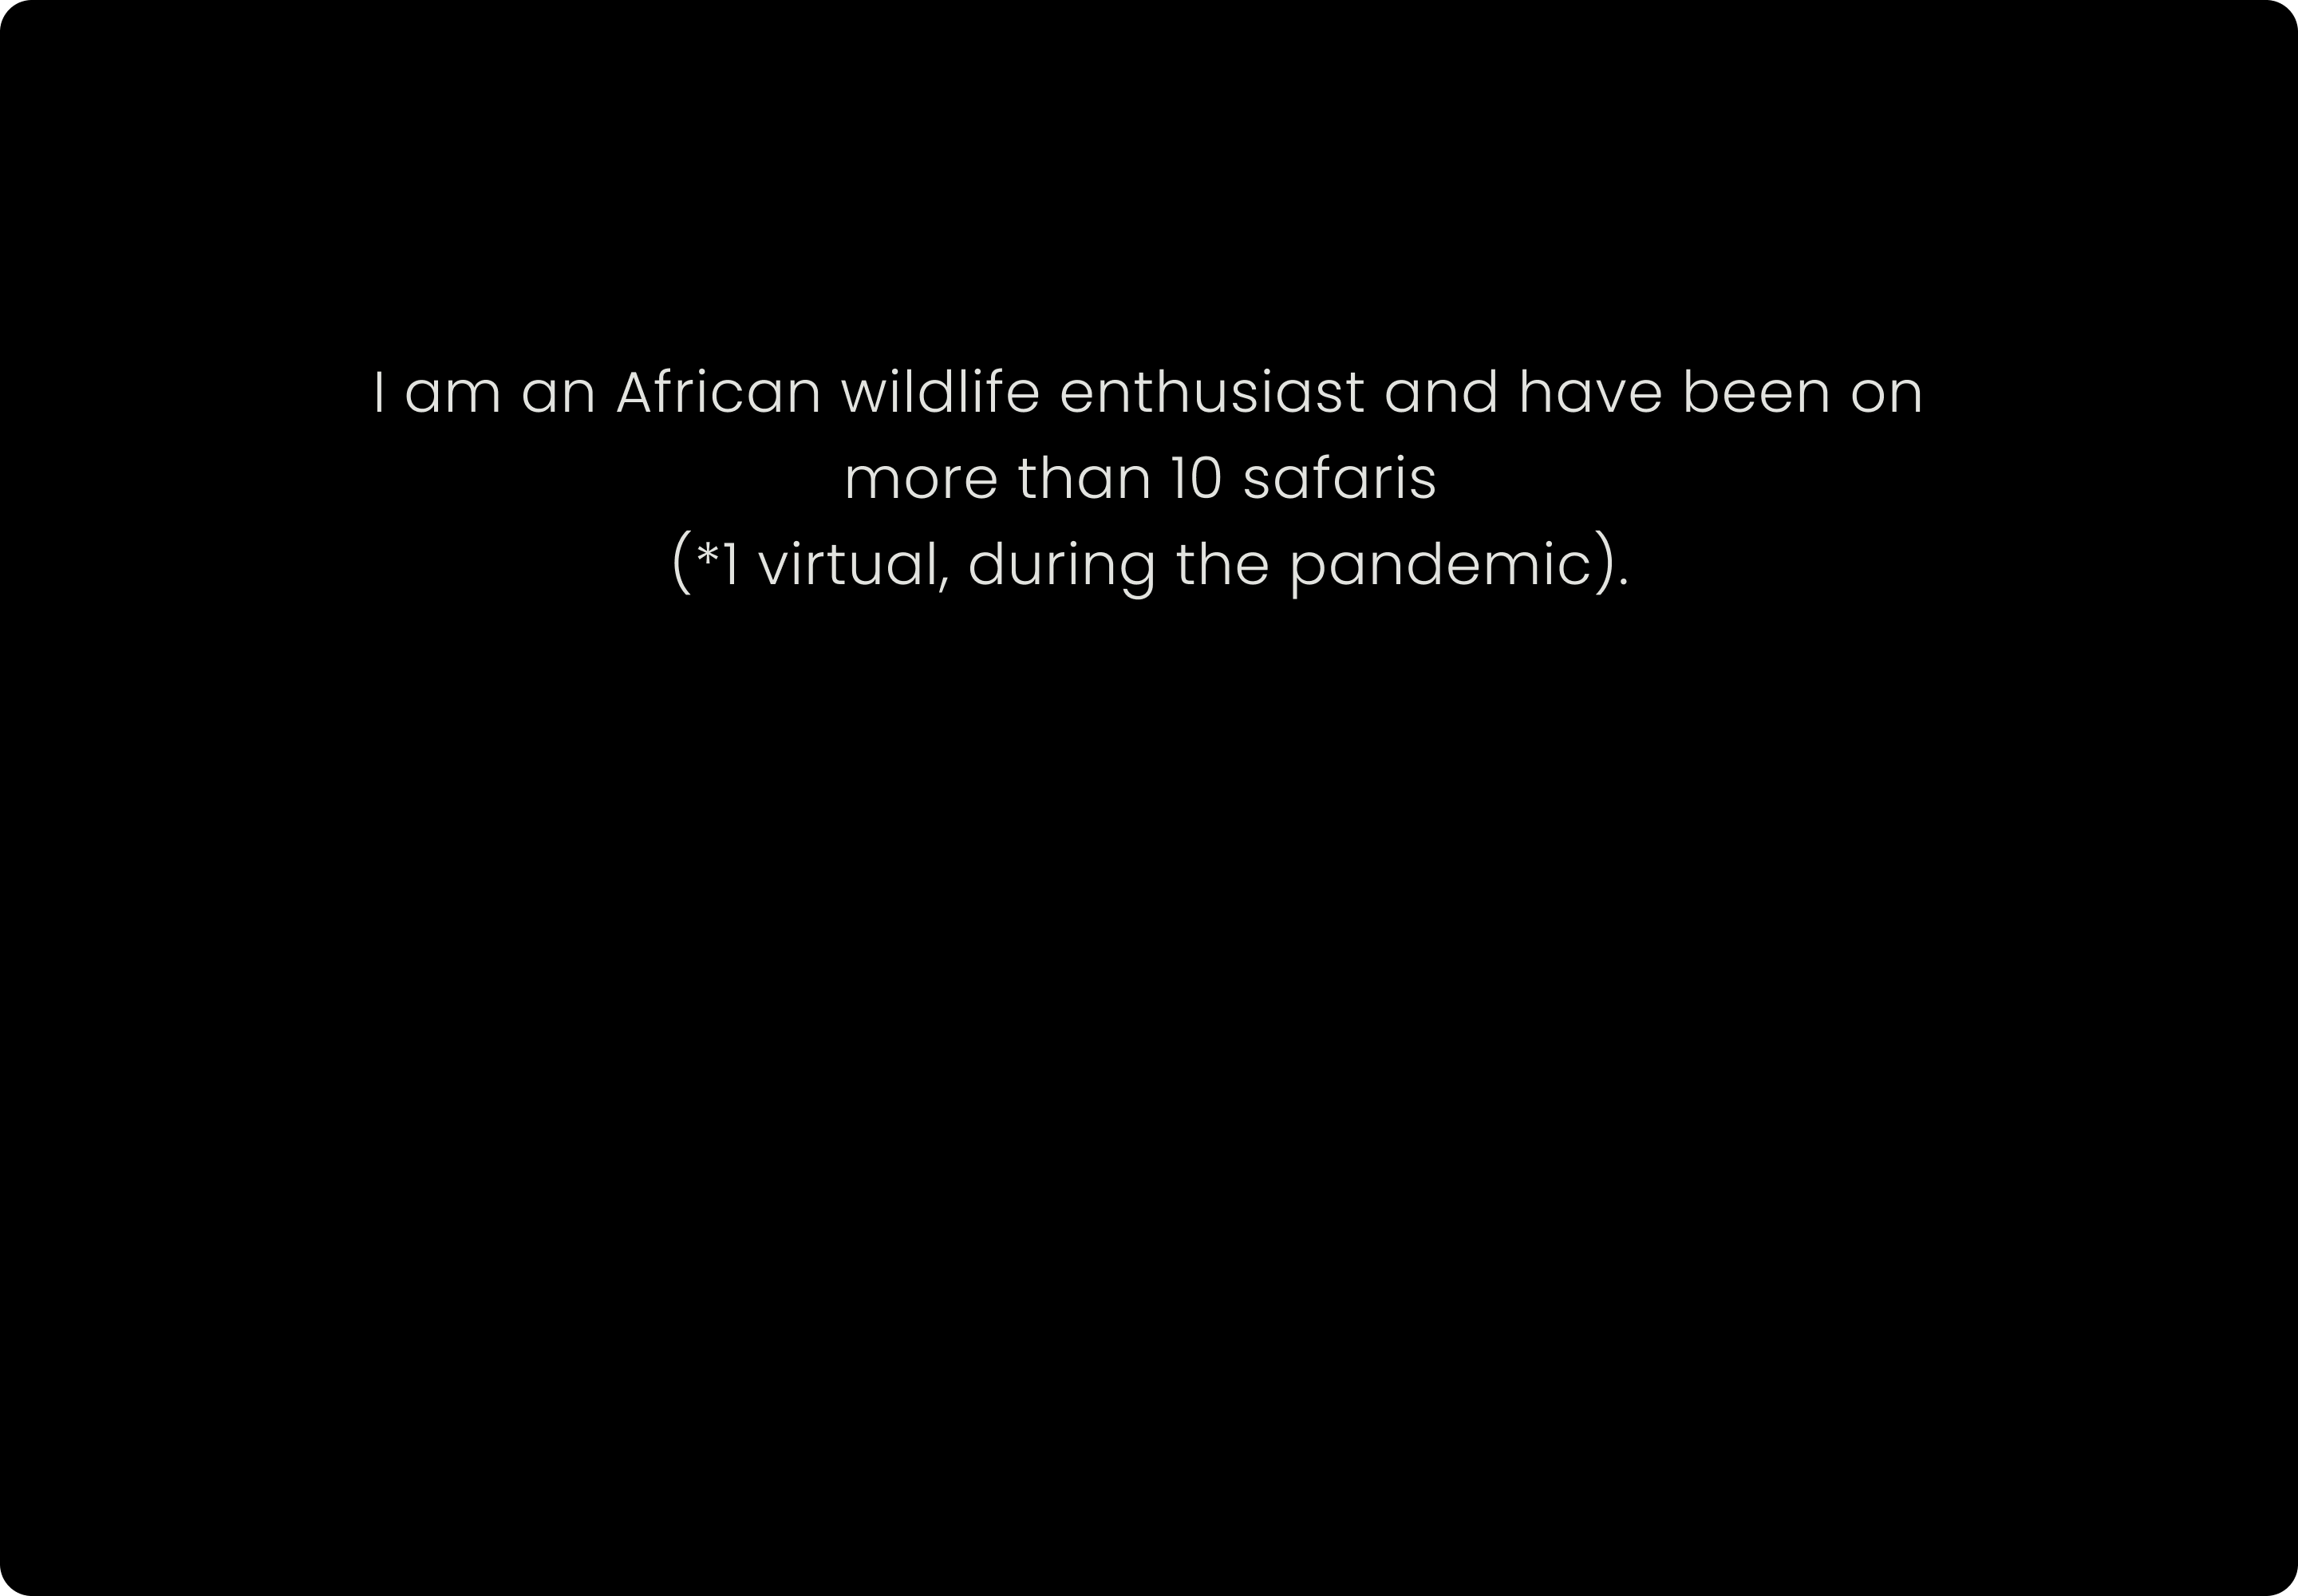 I am an African wildlife enthusiast and have been on
more than 10 safaris
(*1 virtual, during the pandemic).